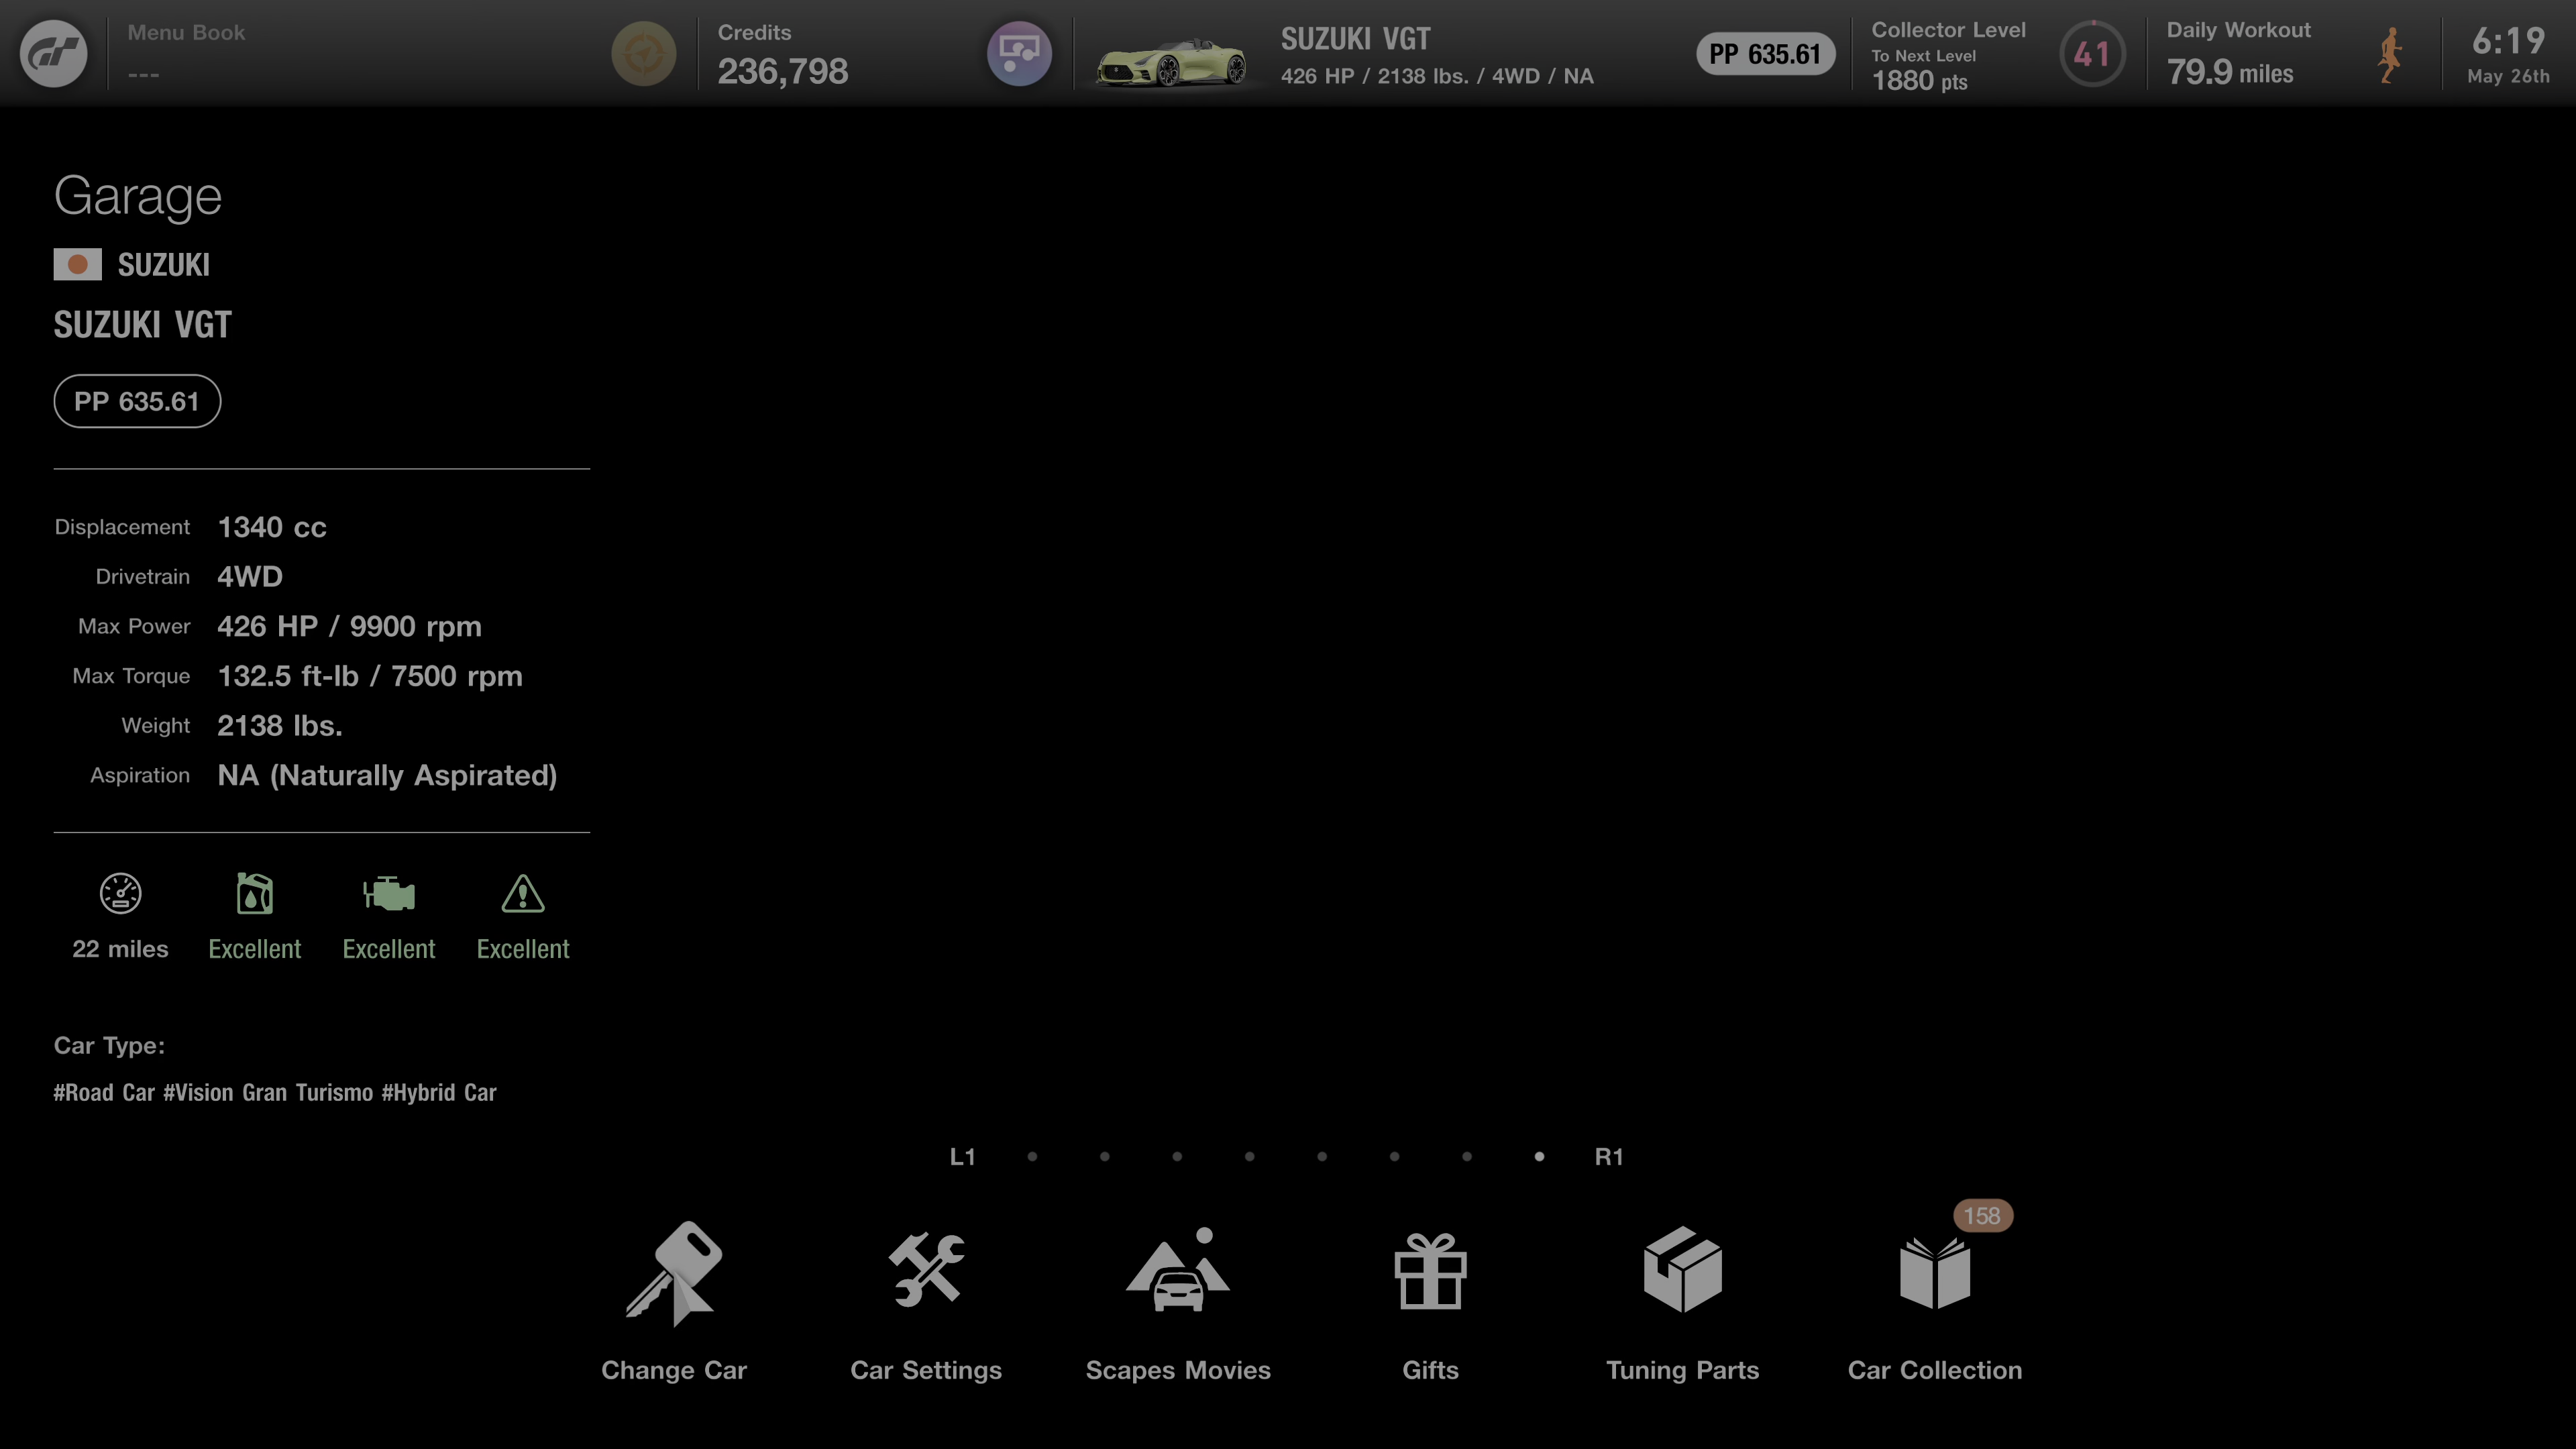 Menu Book
---
Credits
236,798
SUZUKI VGT
426 HP / 2138 lbs. / 4WD / NA
PP 635.61
Collector Level
To Next Level
1880 pts
41
Daily Workout
79.9 miles
6:19
May 26th
Garage
SUZUKI
SUZUKI VGT
PP 635.61
Displacement 1340 cc
Drivetrain 4WD
Max Power 426 HP / 9900 rpm
Max Torque 132.5 ft-lb / 7500 rpm
Weight 2138 lbs.
Aspiration NA (Naturally Aspirated)
22 miles Excellent Excellent Excellent
Car Type:
#Road Car #Vision Gran Turismo #Hybrid Car
L1 R1
158
Change Car Car Settings Scapes Movies Gifts Tuning Parts Car Collection